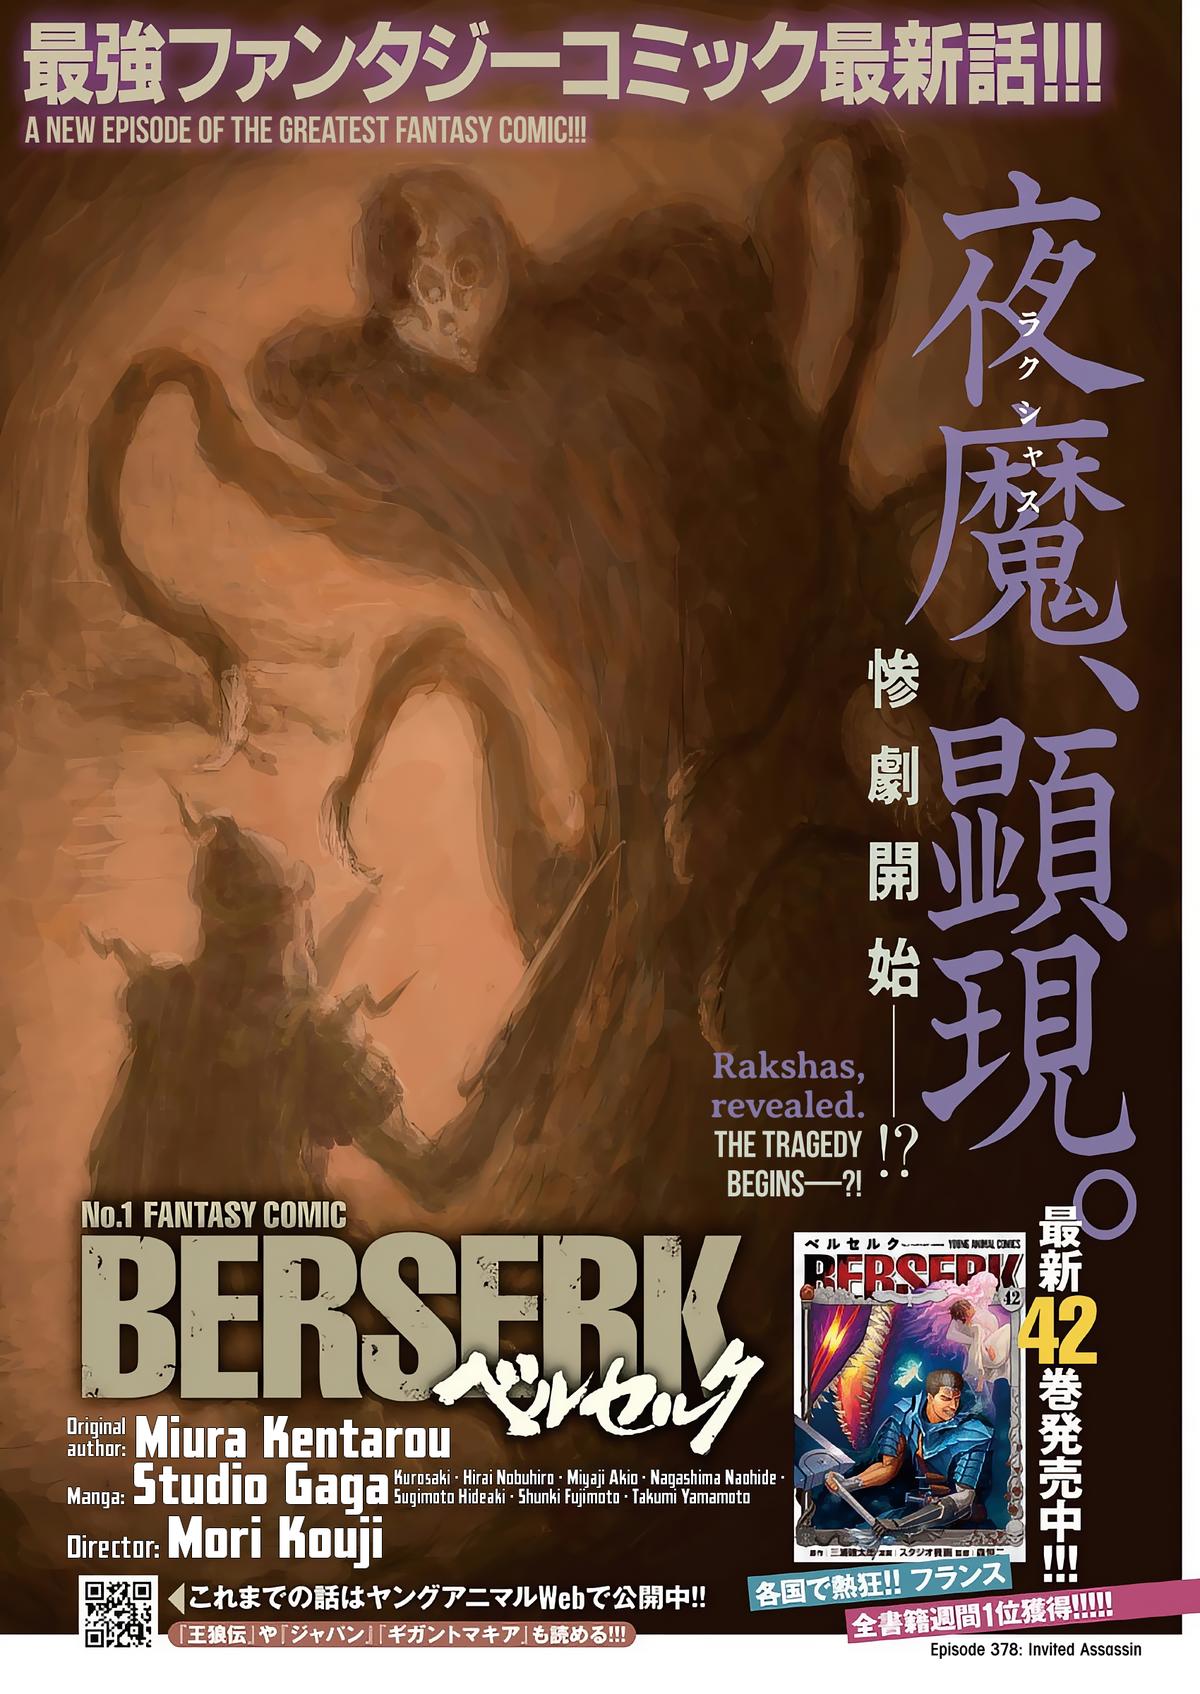 最強ファンタジーコミック最新話!!!
A NEW EPISODE OF THE GREATEST FANTASY COMIC!!!
夜魔、顕現。
ラクシャス
惨劇開始――!?
Rakshas,
revealed.
THE TRAGEDY
BEGINS––?!
No.1 FANTASY COMIC
BERSERK
ベルセルク
Original author: Miura Kentarou
Manga: Studio Gaga
Kurosaki · Hirai Nobuhiro · Miyaji Akio · Nagashima Naohide ·
Sugimoto Hideaki · Shunki Fujimoto · Takumi Yamamoto
Director: Mori Kouji
これまでの話はヤングアニマルWebで公開中!!
『王狼伝』や『ジャパン』『ギガントマキア』も読める!!!
ベルセルク
YOUNG ANIMAL COMICS
BERSERK
42
最新42巻発売中!!!
各国で熱狂!! フランス
全書籍週間1位獲得!!!!!
Episode 378: Invited Assassin